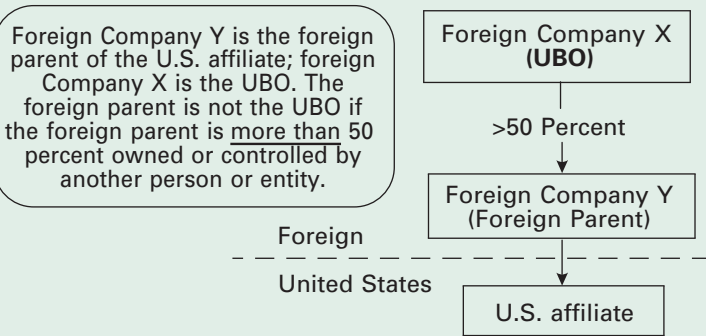 Foreign Company Y is the foreign
parent of the U.S. affiliate; foreign
Company X is the UBO. The
foreign parent is not the UBO if
the foreign parent is more than 50
percent owned or controlled by
another person or entity.
Foreign Company X
(UBO)
>50 Percent
Foreign Company Y
(Foreign Parent)
Foreign
United States
U.S. affiliate